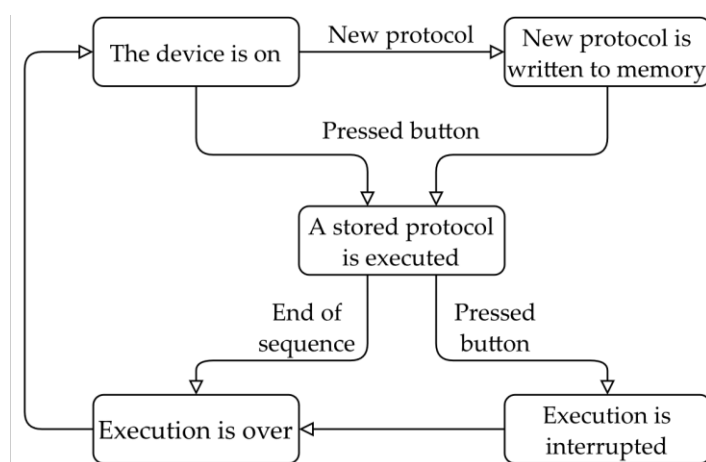 The device is on
New protocol
New protocol is
written to memory
Pressed button
A stored protocol
is executed
End of
sequence
Pressed
button
Execution is over
Execution is
interrupted